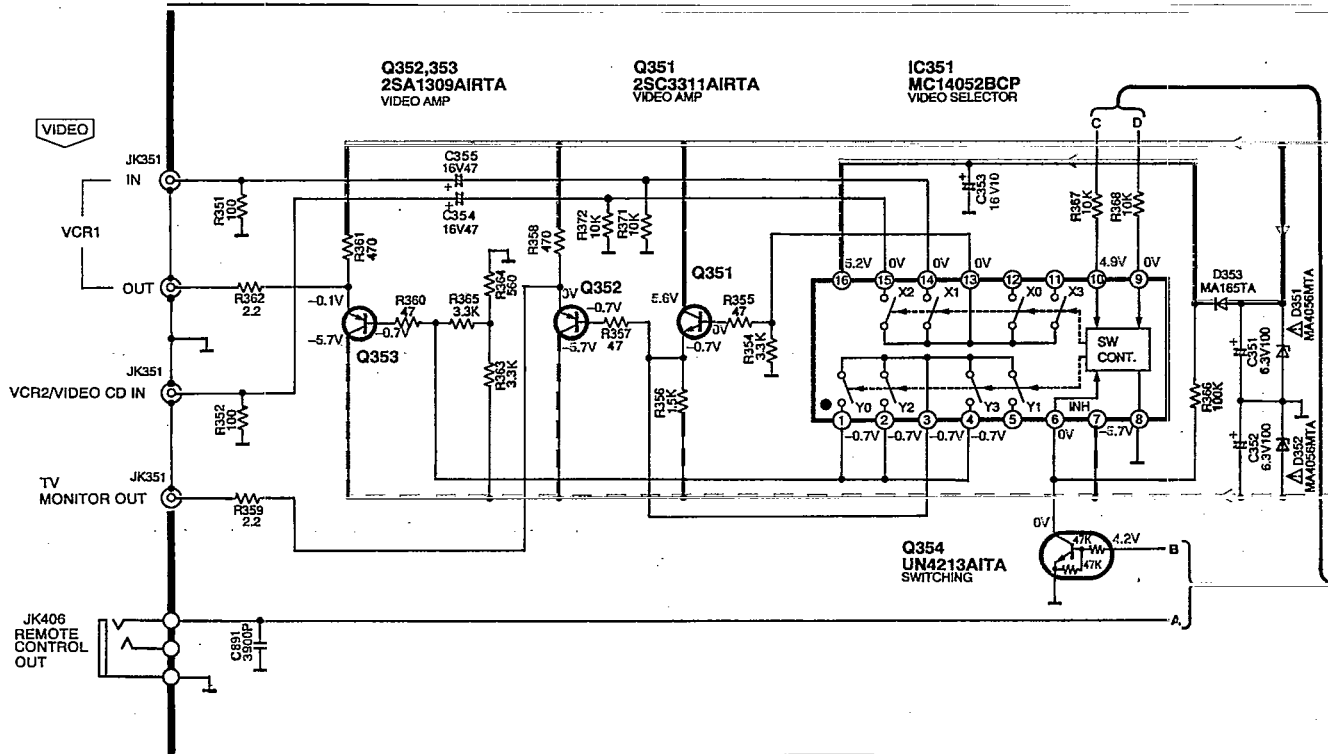 Q352,353
2SA1309AIRTA
VIDEO AMP
Q351
2SC3311AIRTA
VIDEO AMP
IC351
MC14052BCP
VIDEO SELECTOR
C
D
VIDEO
JK351
IN
VCR1
OUT
R351
100
R362
2.2
JK351
VCR2/VIDEO CD IN
R352
100
JK351
TV
MONITOR OUT
R359
2.2
C355
16V47
C354
16V47
R361
470
-0.1V
-5.7V
-0.7V
Q353
R360
47
R365
3.3K
R364
560
R363
3.3K
R358
470
R372
10K
R371
10K
Q352
0V
-0.7V
-5.7V
R357
47
Q351
5.6V
0V
-0.7V
R355
47
R354
3.3K
R356
1.5K
C353
16V10
R367
10K
R368
10K
5.2V
0V
0V
0V
4.9V
0V
16
15
14
13
12
11
10
9
X2
X1
X0
X3
SW
CONT.
Y0
Y2
Y3
Y1
INH
1
2
3
4
5
6
7
8
-0.7V
-0.7V
-0.7V
-0.7V
0V
-5.7V
D353
MA165TA
D351
MA4056MTA
C351
6.3V100
R366
100K
C352
6.3V100
D352
MA4056MTA
0V
Q354
UN4213AITA
SWITCHING
47K
47K
4.2V
B
A
JK406
REMOTE
CONTROL
OUT
C891
3900P